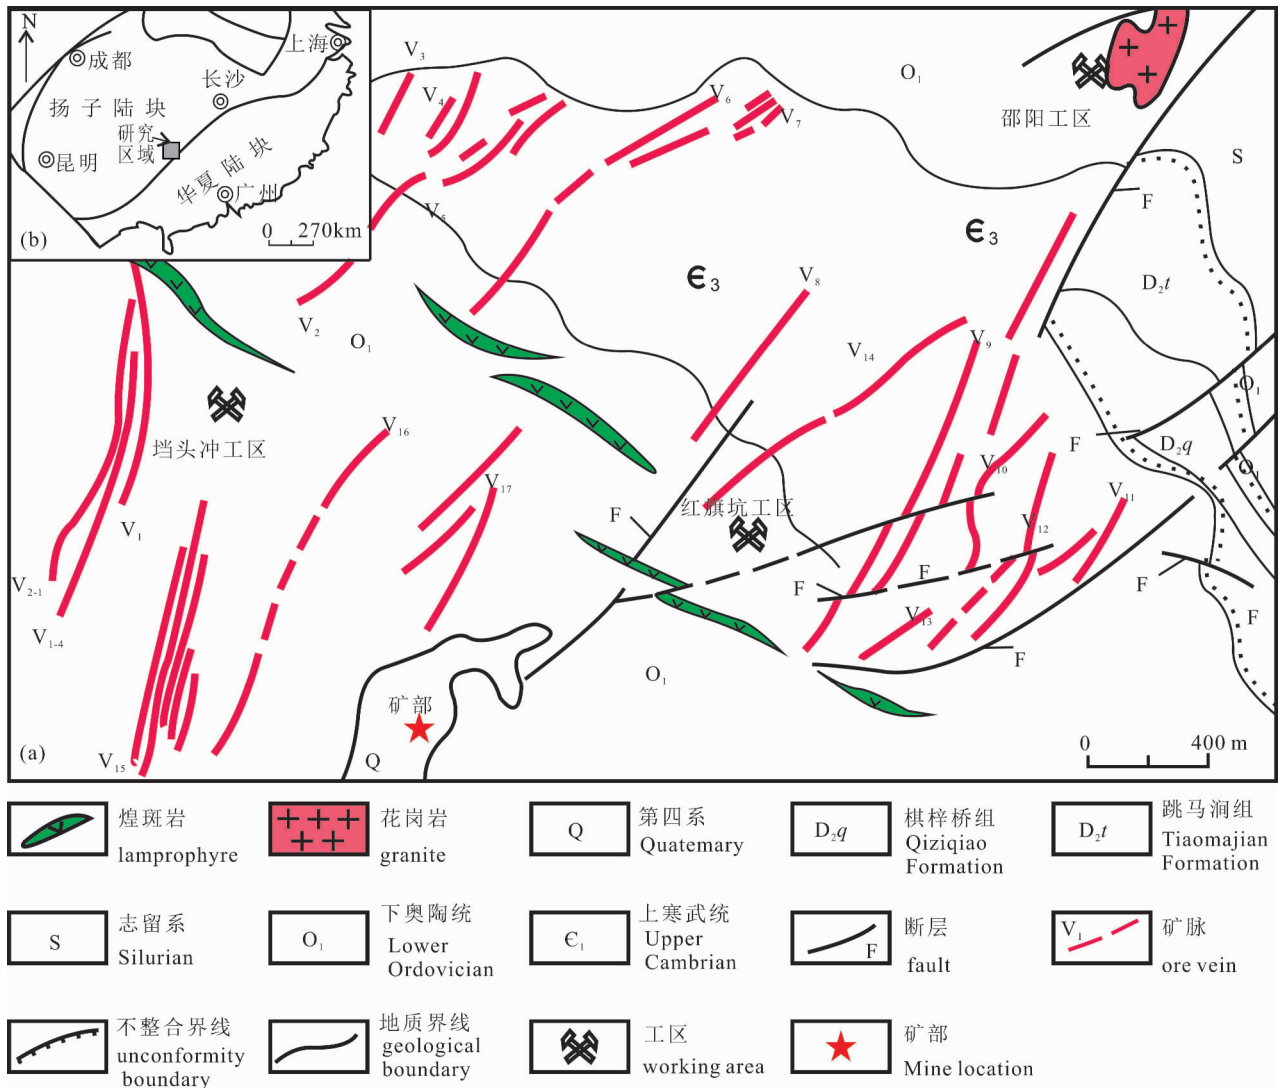 N
成都
上海
长沙
扬子陆块
研究
区域
昆明
华夏陆块
广州
0 270km
(b)
V3
V4
V5
V6
V7
O1
邵阳工区
S
F
Є3
Є3
D2t
V2
O1
V8
V14
V9
O1
垱头冲工区
V16
F
D2q
O1
V10
V17
V11
V1
F
红旗坑工区
V12
V2-1
F
F
F
V1-4
V13
F
F
O1
矿部
(a)
V15
Q
0 400 m
煌斑岩
lamprophyre
花岗岩
granite
Q
第四系
Quatemary
D2q
棋梓桥组
Qiziqiao
Formation
D2t
跳马涧组
Tiaomajian
Formation
S
志留系
Silurian
O1
下奥陶统
Lower
Ordovician
Є1
上寒武统
Upper
Cambrian
F
断层
fault
V1
矿脉
ore vein
不整合界线
unconformity
boundary
地质界线
geological
boundary
工区
working area
矿部
Mine location